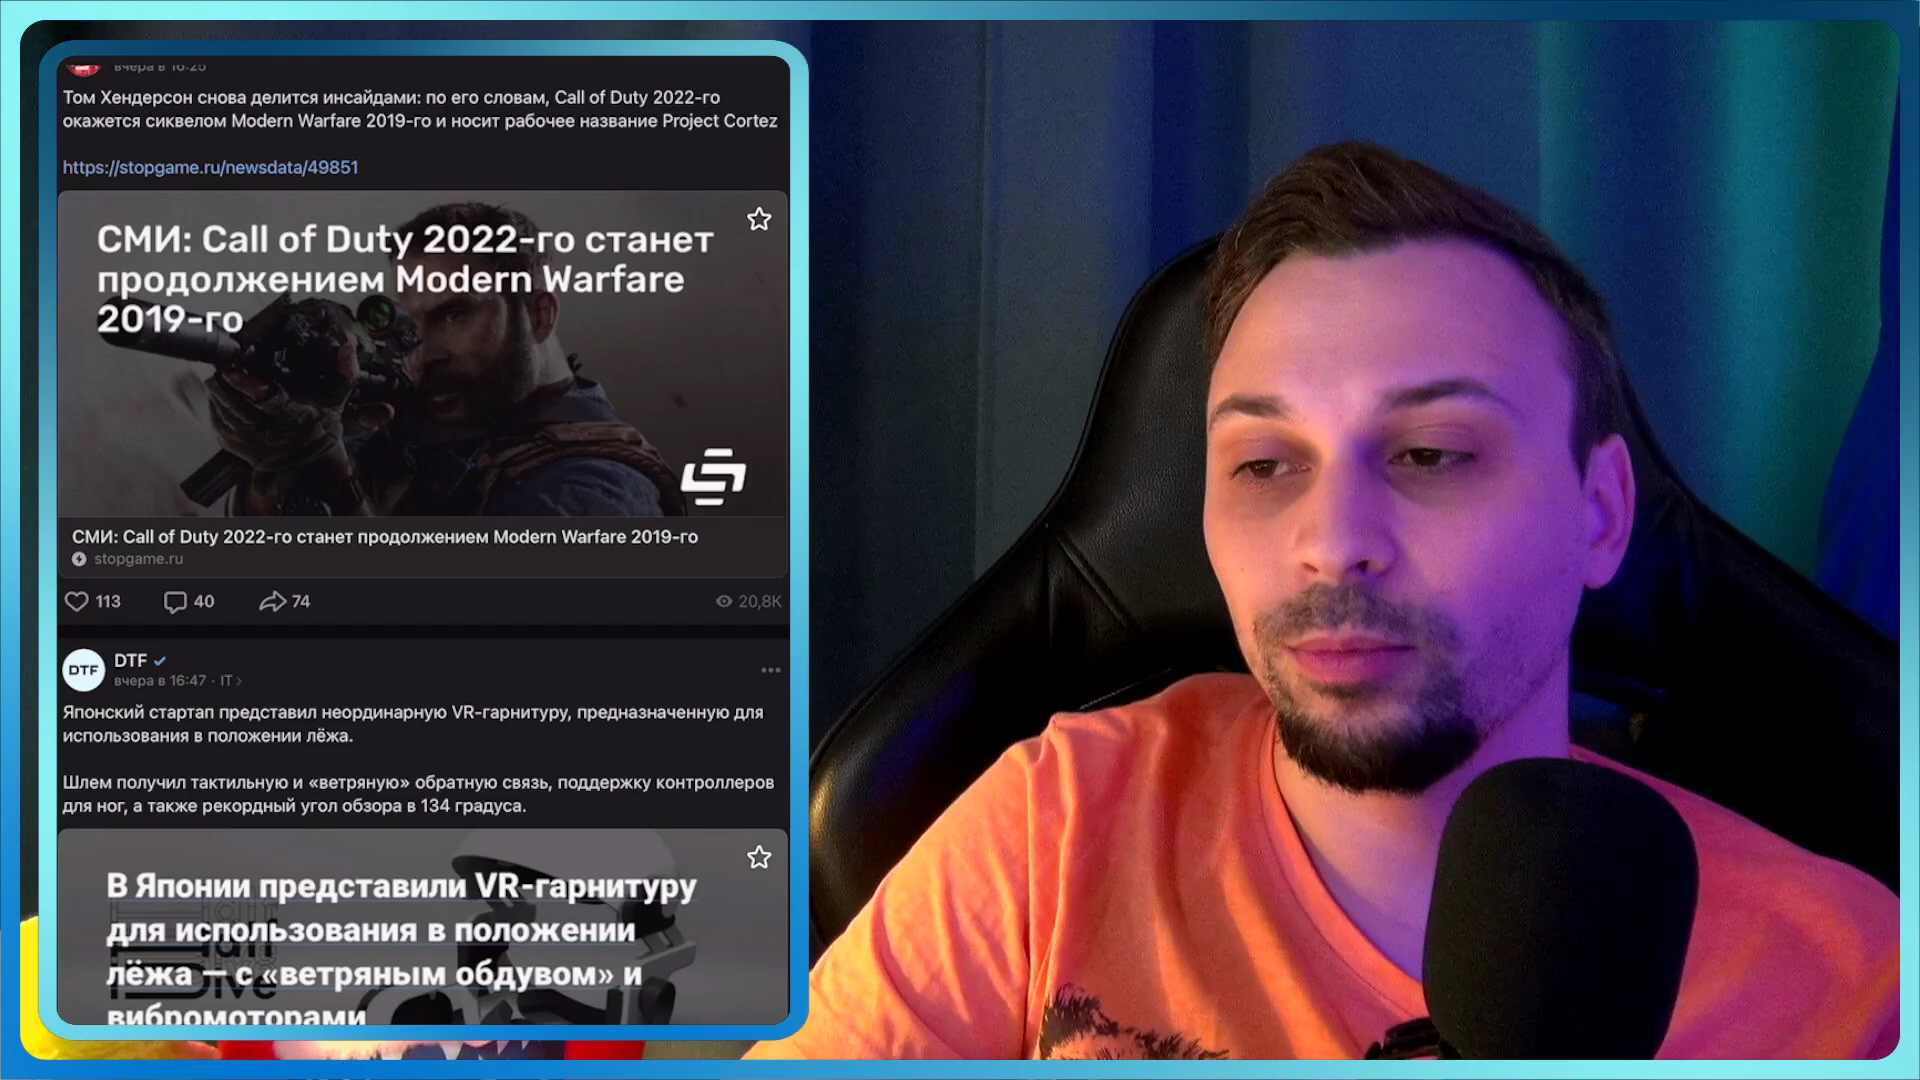 вчера в 16:25
Том Хендерсон снова делится инсайдами: по его словам, Call of Duty 2022-го
окажется сиквелом Modern Warfare 2019-го и носит рабочее название Project Cortez
https://stopgame.ru/newsdata/49851
СМИ: Call of Duty 2022-го станет
продолжением Modern Warfare
2019-го
СМИ: Call of Duty 2022-го станет продолжением Modern Warfare 2019-го
stopgame.ru
113 40 74 20,8K
DTF
DTF
вчера в 16:47 · IT
Японский стартап представил неординарную VR-гарнитуру, предназначенную для
использования в положении лёжа.
Шлем получил тактильную и «ветряную» обратную связь, поддержку контроллеров
для ног, а также рекордный угол обзора в 134 градуса.
В Японии представили VR-гарнитуру
для использования в положении
лёжа — с «ветряным обдувом» и
вибромоторами